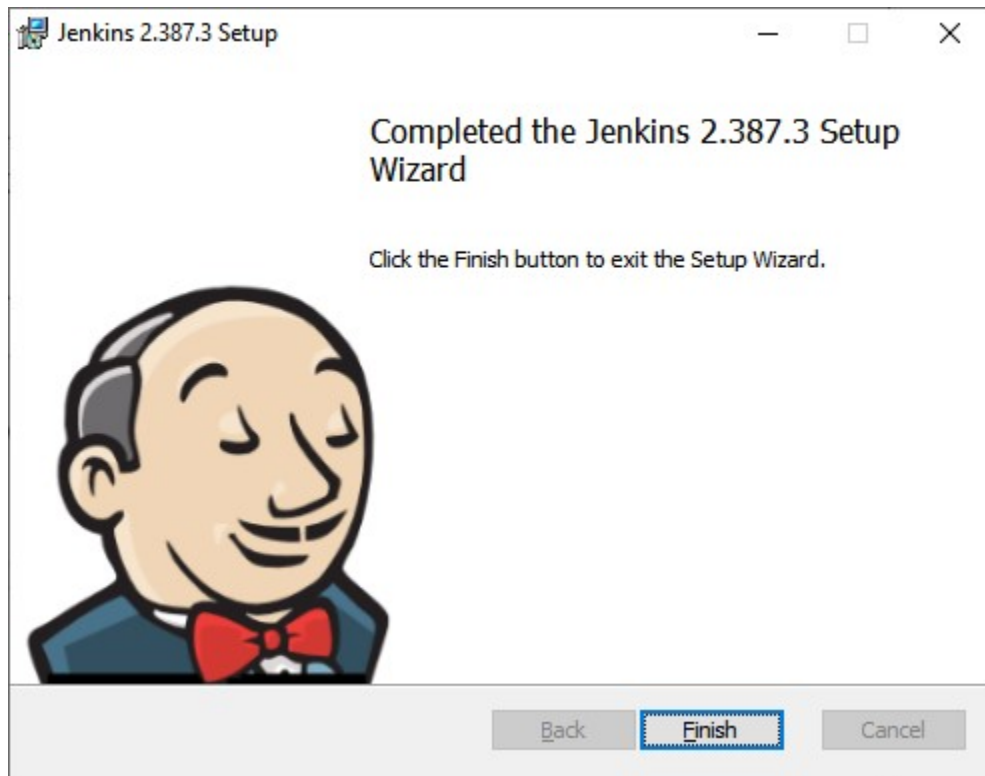 Jenkins 2.387.3 Setup
Completed the Jenkins 2.387.3 Setup
Wizard
Click the Finish button to exit the Setup Wizard.
Back
Finish
Cancel